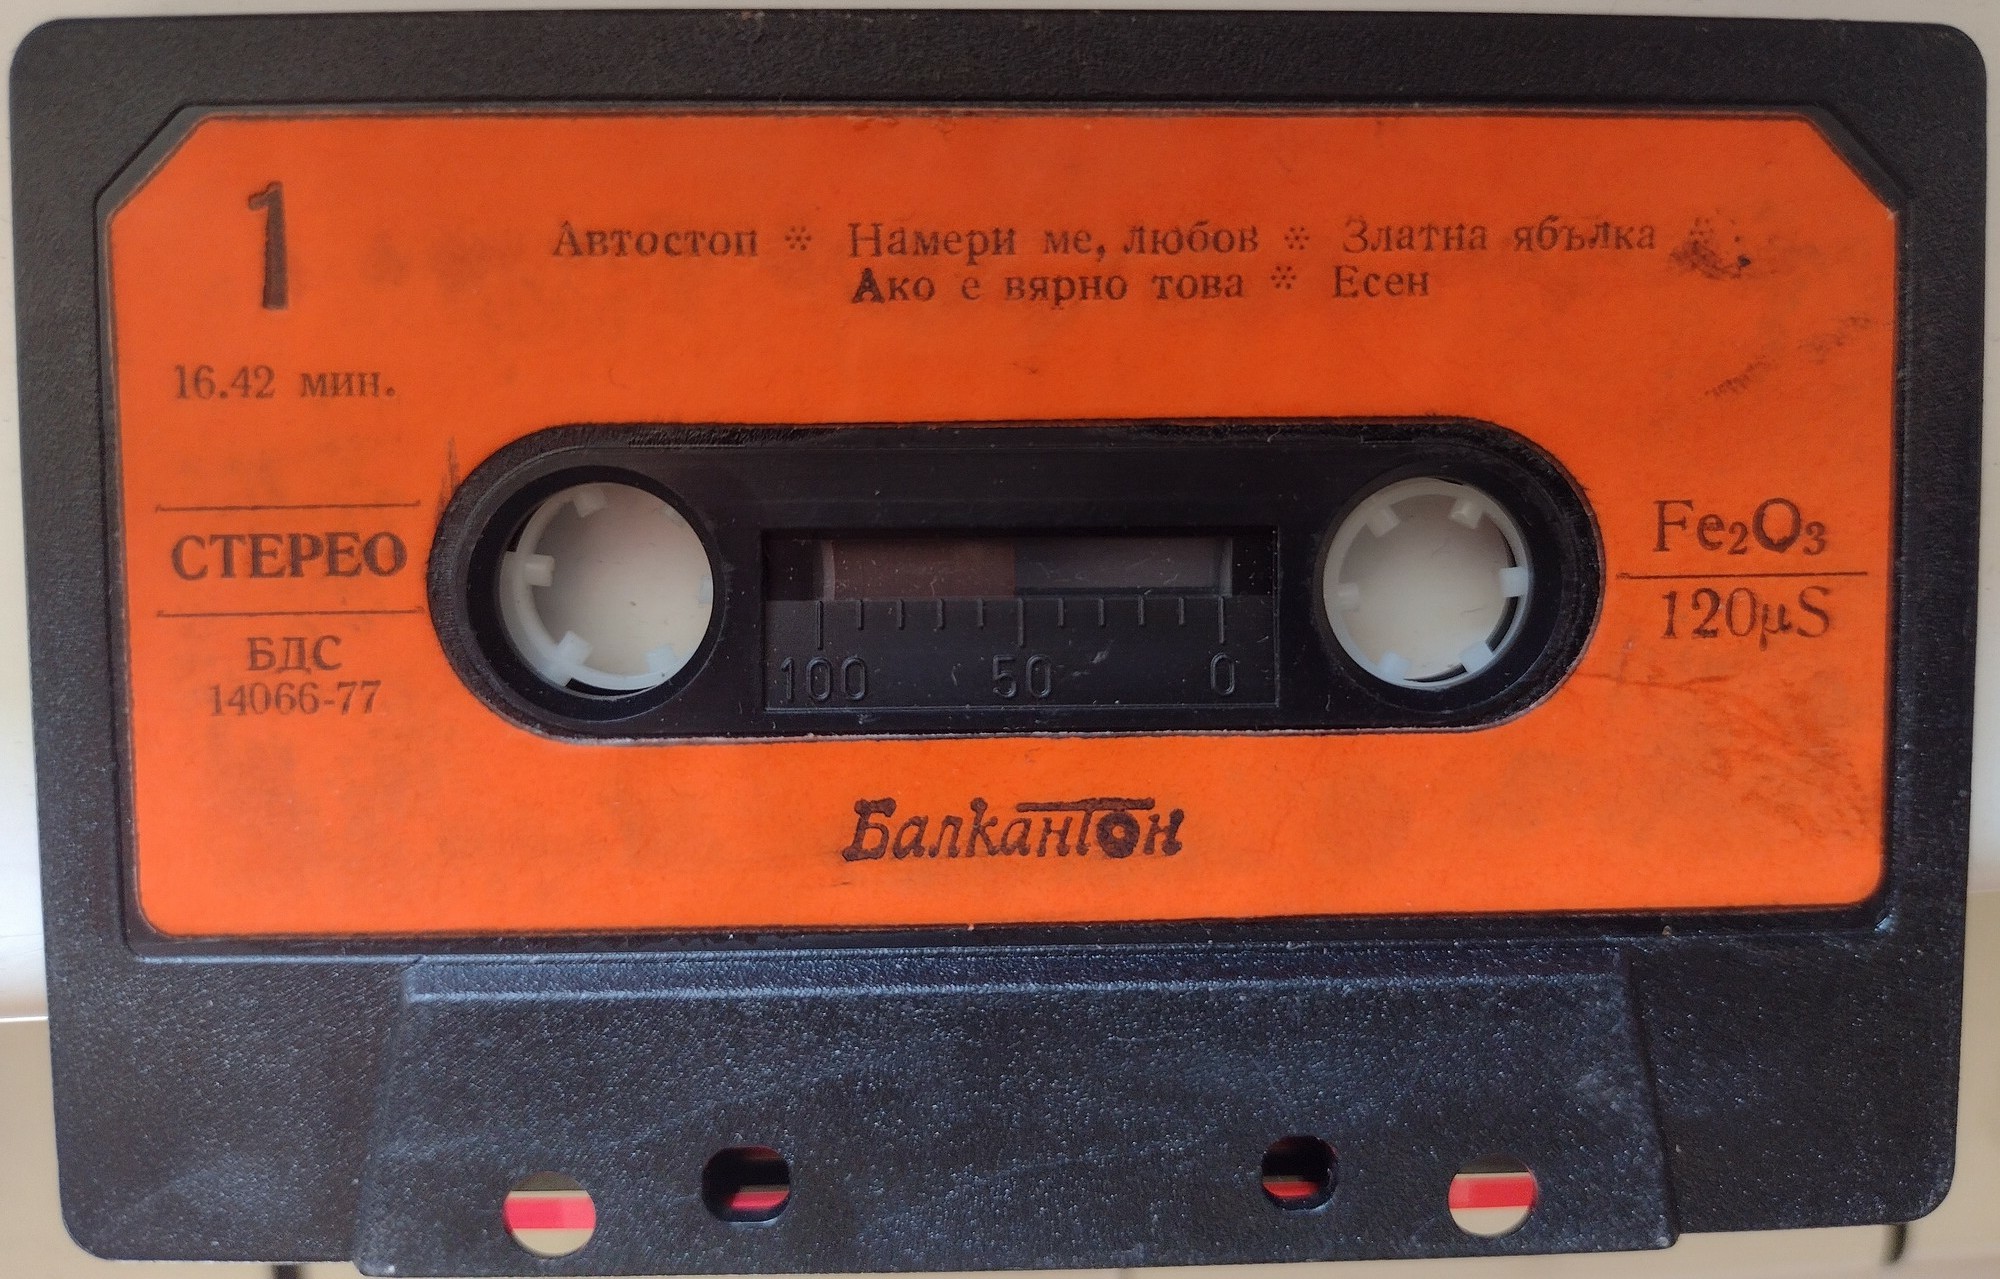 1
Автостоп * Намери ме, любов * Златна ябълка *
Ако е вярно това * Есен
16.42 мин.
СТЕРЕО
БДС
14066-77
Fe₂O₃
120µS
100 50 0
Балкантон